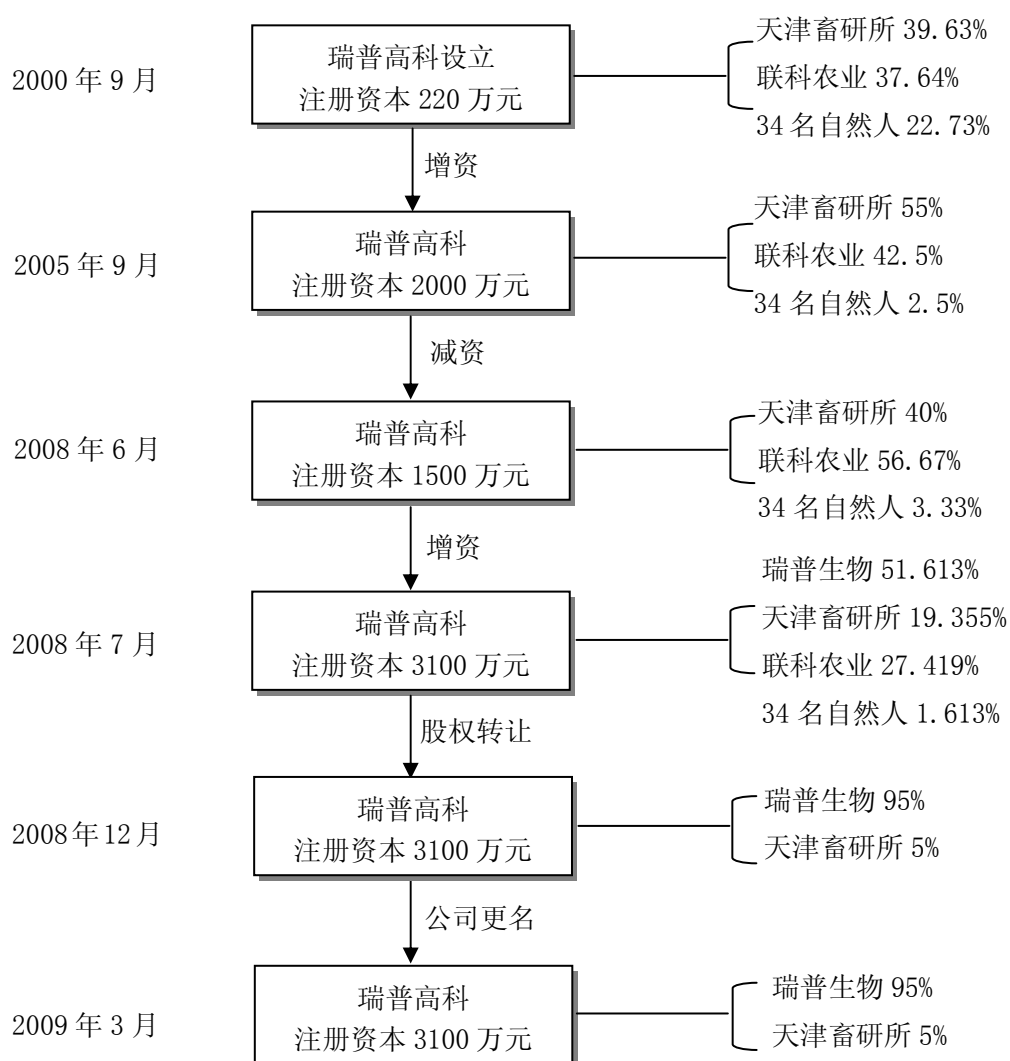 2000 年 9 月
瑞普高科设立
注册资本 220 万元
天津畜研所 39.63%
联科农业 37.64%
34 名自然人 22.73%
增资
2005 年 9 月
瑞普高科
注册资本 2000 万元
天津畜研所 55%
联科农业 42.5%
34 名自然人 2.5%
减资
2008 年 6 月
瑞普高科
注册资本 1500 万元
天津畜研所 40%
联科农业 56.67%
34 名自然人 3.33%
增资
2008 年 7 月
瑞普高科
注册资本 3100 万元
瑞普生物 51.613%
天津畜研所 19.355%
联科农业 27.419%
34 名自然人 1.613%
股权转让
2008年12月
瑞普高科
注册资本 3100 万元
瑞普生物 95%
天津畜研所 5%
公司更名
2009 年 3 月
瑞普高科
注册资本 3100 万元
瑞普生物 95%
天津畜研所 5%